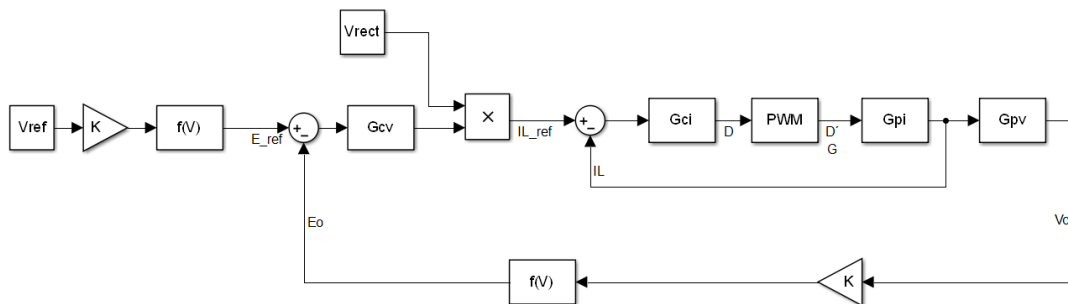 Vrect
Vref
K
f(V)
E_ref
+
−
Gcv
×
IL_ref
+
−
Gci
D
PWM
D´
G
Gpi
Gpv
IL
Eo
Vo
f(V)
K